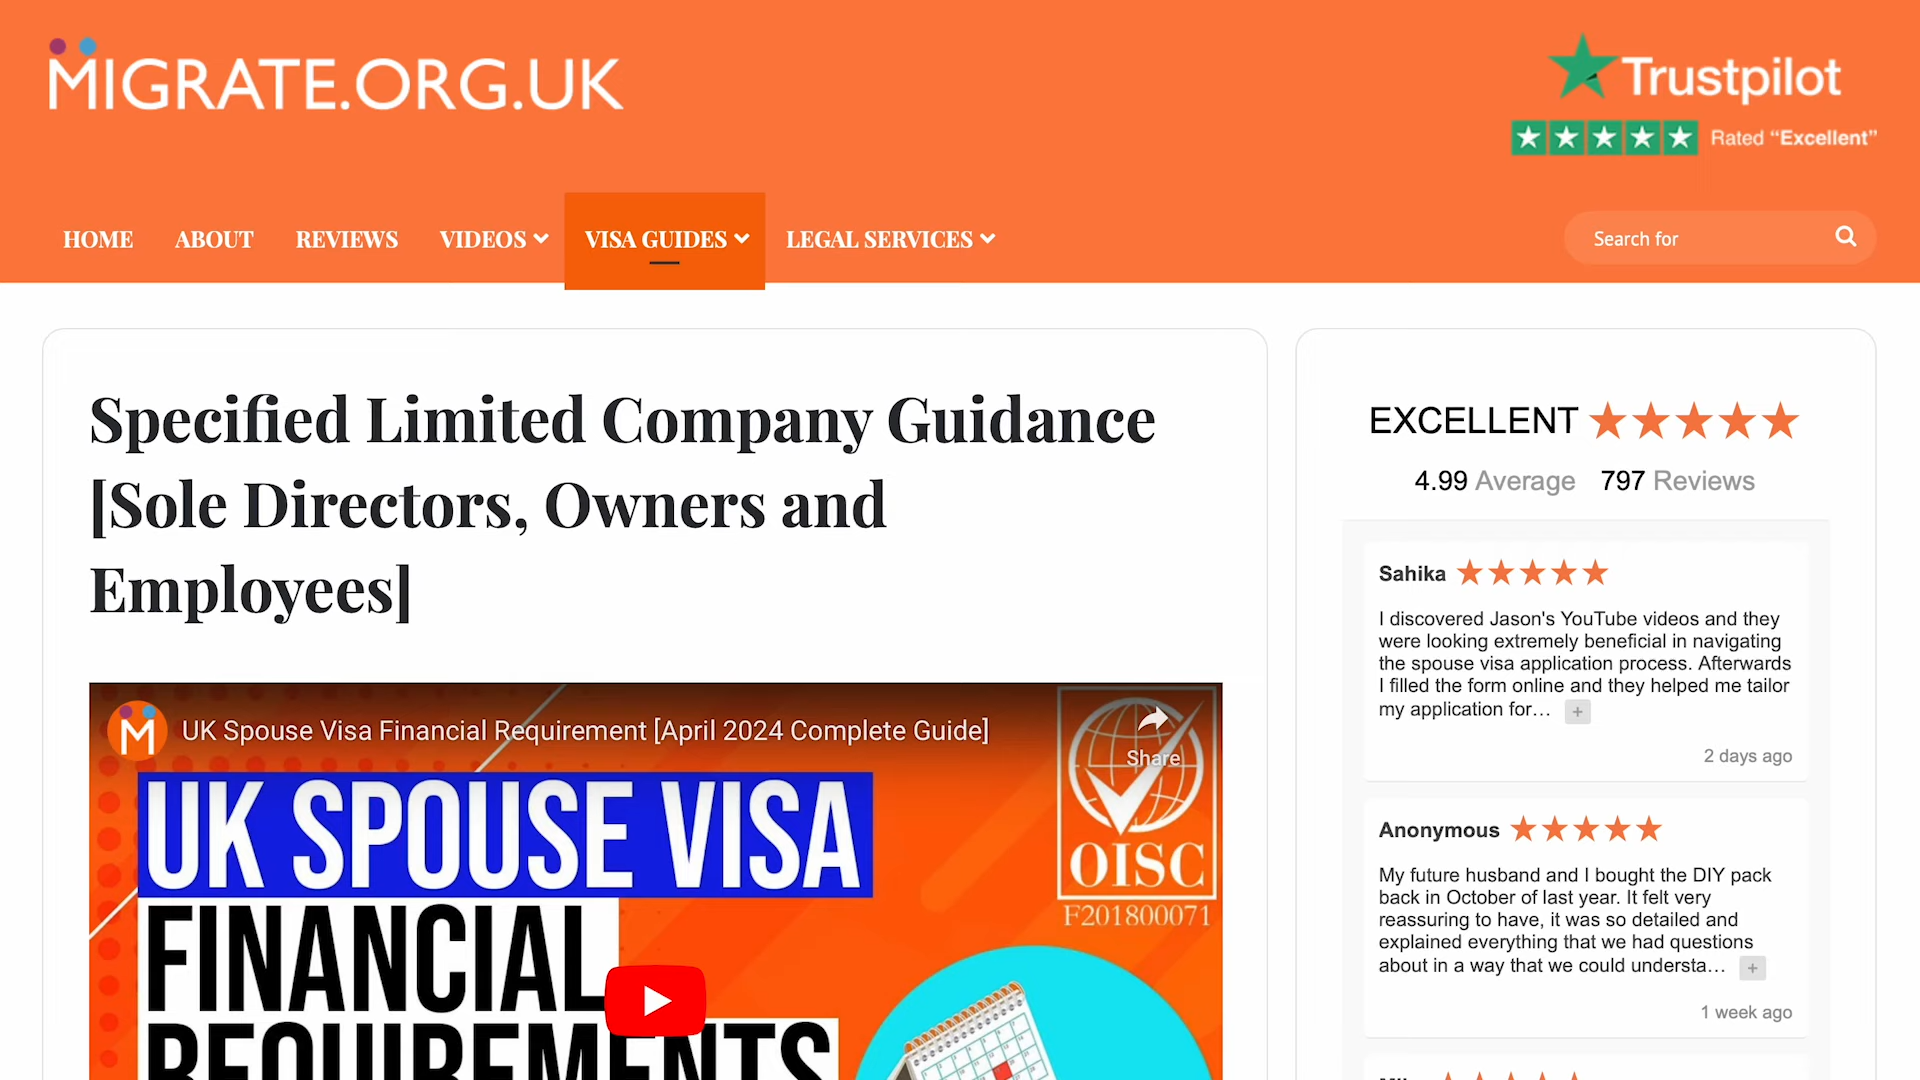 MIGRATE.ORG.UK
Trustpilot
Rated “Excellent”
HOME ABOUT REVIEWS VIDEOS VISA GUIDES LEGAL SERVICES
Search for
Specified Limited Company Guidance
[Sole Directors, Owners and
Employees]
M UK Spouse Visa Financial Requirement [April 2024 Complete Guide]
Share
UK SPOUSE VISA
FINANCIAL
REQUIREMENTS
OISC
F201800071
EXCELLENT
4.99 Average 797 Reviews
Sahika
I discovered Jason's YouTube videos and they
were looking extremely beneficial in navigating
the spouse visa application process. Afterwards
I filled the form online and they helped me tailor
my application for… +
2 days ago
Anonymous
My future husband and I bought the DIY pack
back in October of last year. It felt very
reassuring to have, it was so detailed and
explained everything that we had questions
about in a way that we could understa… +
1 week ago